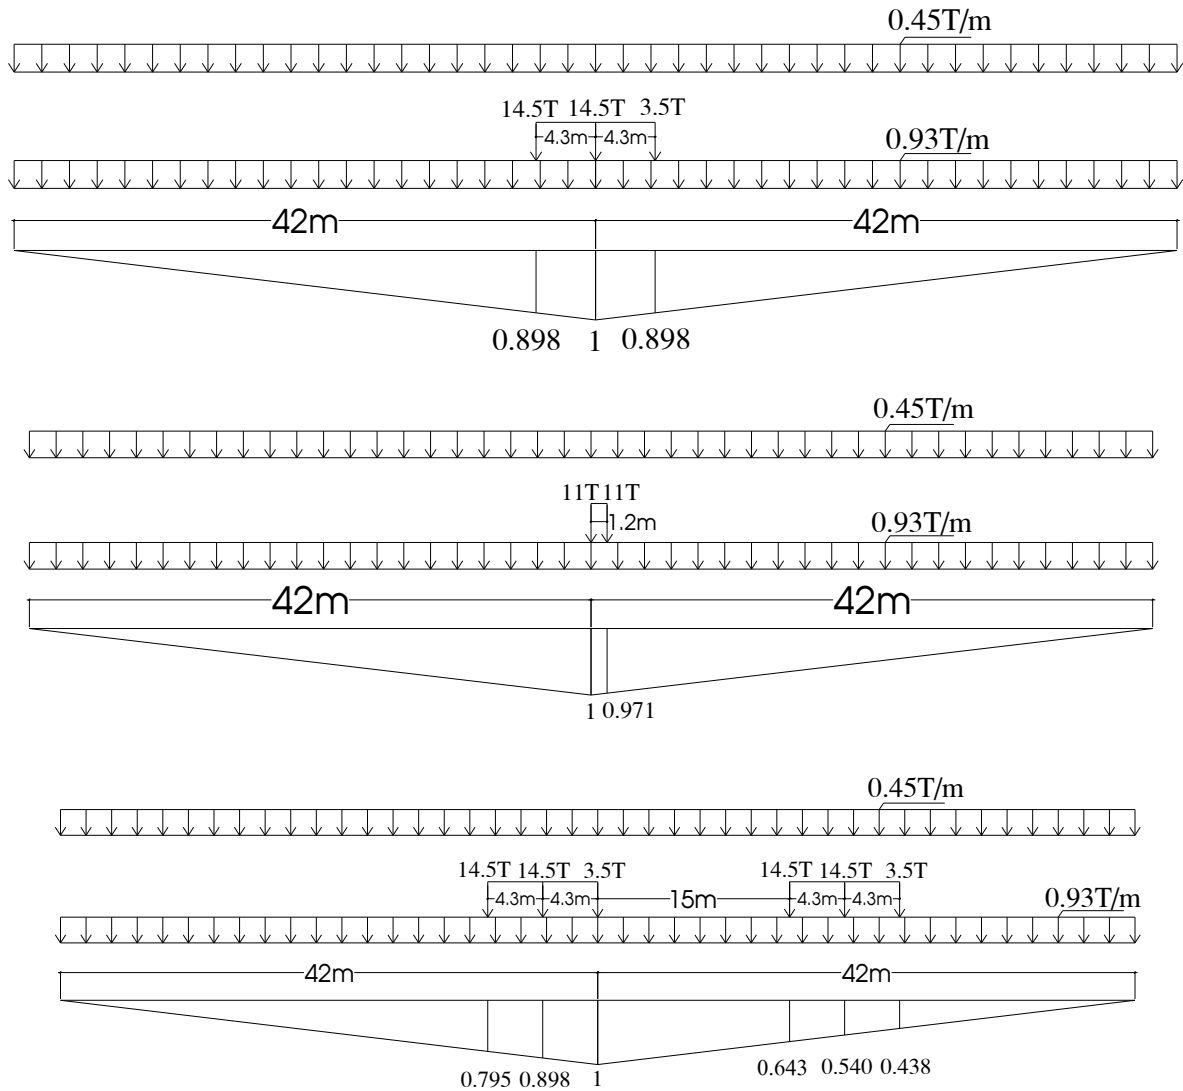 0.45T/m
14.5T 14.5T 3.5T
4.3m 4.3m
0.93T/m
42m 42m
0.898 1 0.898
0.45T/m
11T 11T
1.2m
0.93T/m
42m 42m
1 0.971
0.45T/m
14.5T 14.5T 3.5T 14.5T 14.5T 3.5T
4.3m 4.3m 15m 4.3m 4.3m
0.93T/m
42m 42m
0.795 0.898 1 0.643 0.540 0.438